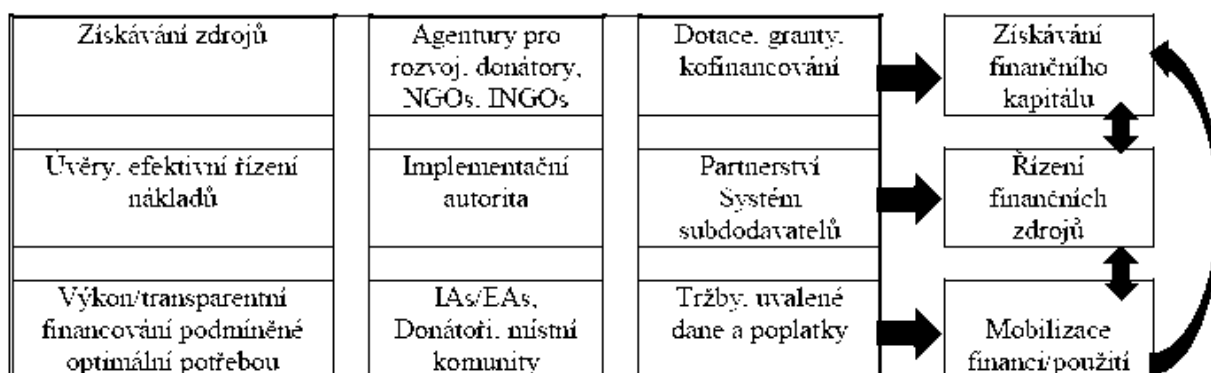 Získávání zdrojů
Agentury pro
rozvoj. donátory,
NGOs. INGOs
Dotace. granty.
kofinancování
Získávání
finančního
kapitálu
Úvěry. efektivní řízení
nákladů
Implementační
autorita
Partnerství
Systém
subdodavatelů
Řízení
finančních
zdrojů
Výkon/transparentní
financování podmíněné
optimální potřebou
IAs/EAs,
Donátoři. místní
komunity
Tržby. uvalené
dane a poplatky
Mobilizace
financí/použití